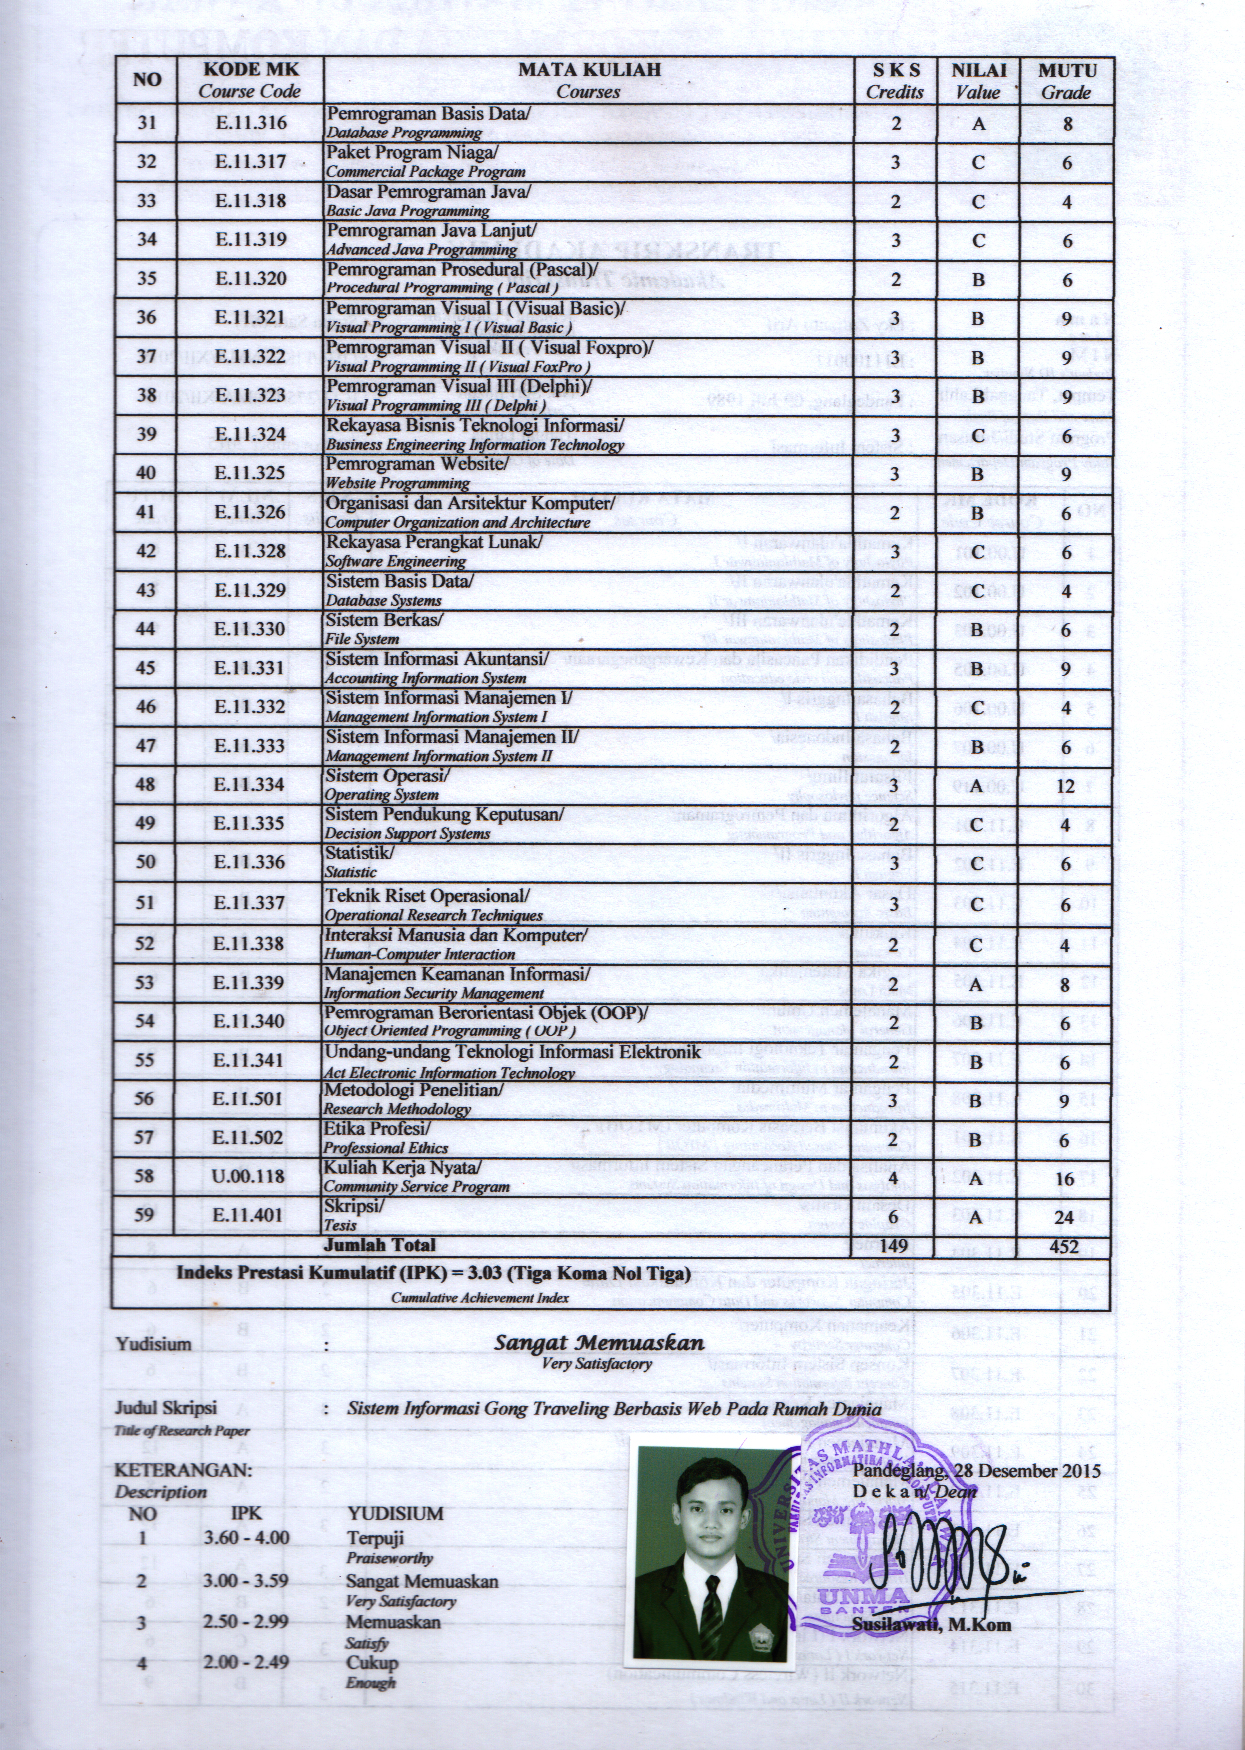 NO KODE MK MATA KULIAH S K S NILAI MUTU
Course Code Courses Credits Value Grade
31 E.11.316 Pemrograman Basis Data/ 2 A 8
Database Programming
32 E.11.317 Paket Program Niaga/ 3 C 6
Commercial Package Program
33 E.11.318 Dasar Pemrograman Java/ 2 C 4
Basic Java Programming
34 E.11.319 Pemrograman Java Lanjut/ 3 C 6
Advanced Java Programming
35 E.11.320 Pemrograman Prosedural (Pascal)/ 2 B 6
Procedural Programming ( Pascal )
36 E.11.321 Pemrograman Visual I (Visual Basic)/ 3 B 9
Visual Programming I ( Visual Basic )
37 E.11.322 Pemrograman Visual II ( Visual Foxpro)/ 3 B 9
Visual Programming II ( Visual FoxPro )
38 E.11.323 Pemrograman Visual III (Delphi)/ 3 B 9
Visual Programming III ( Delphi )
39 E.11.324 Rekayasa Bisnis Teknologi Informasi/ 3 C 6
Business Engineering Information Technology
40 E.11.325 Pemrograman Website/ 3 B 9
Website Programming
41 E.11.326 Organisasi dan Arsitektur Komputer/ 2 B 6
Computer Organization and Architecture
42 E.11.328 Rekayasa Perangkat Lunak/ 3 C 6
Software Engineering
43 E.11.329 Sistem Basis Data/ 2 C 4
Database Systems
44 E.11.330 Sistem Berkas/ 2 B 6
File System
45 E.11.331 Sistem Informasi Akuntansi/ 3 B 9
Accounting Information System
46 E.11.332 Sistem Informasi Manajemen I/ 2 C 4
Management Information System I
47 E.11.333 Sistem Informasi Manajemen II/ 2 B 6
Management Information System II
48 E.11.334 Sistem Operasi/ 3 A 12
Operating System
49 E.11.335 Sistem Pendukung Keputusan/ 2 C 4
Decision Support Systems
50 E.11.336 Statistik/ 3 C 6
Statistic
51 E.11.337 Teknik Riset Operasional/ 3 C 6
Operational Research Techniques
52 E.11.338 Interaksi Manusia dan Komputer/ 2 C 4
Human-Computer Interaction
53 E.11.339 Manajemen Keamanan Informasi/ 2 A 8
Information Security Management
54 E.11.340 Pemrograman Berorientasi Objek (OOP)/ 2 B 6
Object Oriented Programming ( OOP )
55 E.11.341 Undang-undang Teknologi Informasi Elektronik 2 B 6
Act Electronic Information Technology
56 E.11.501 Metodologi Penelitian/ 3 B 9
Research Methodology
57 E.11.502 Etika Profesi/ 2 B 6
Professional Ethics
58 U.00.118 Kuliah Kerja Nyata/ 4 A 16
Community Service Program
59 E.11.401 Skripsi/ 6 A 24
Tesis
Jumlah Total 149 452
Indeks Prestasi Kumulatif (IPK) = 3.03 (Tiga Koma Nol Tiga)
Cumulative Achievement Index
Yudisium : Sangat Memuaskan
Very Satisfactory
Judul Skripsi : Sistem Informasi Gong Traveling Berbasis Web Pada Rumah Dunia
Title of Research Paper
KETERANGAN:
Description
Pandeglang, 28 Desember 2015
D e k a n/ Dean
NO IPK YUDISIUM
1 3.60 - 4.00 Terpuji
Praiseworthy
2 3.00 - 3.59 Sangat Memuaskan
Very Satisfactory
3 2.50 - 2.99 Memuaskan
Satisfy
4 2.00 - 2.49 Cukup
Enough
UNMA
BANTEN
Susilawati, M.Kom